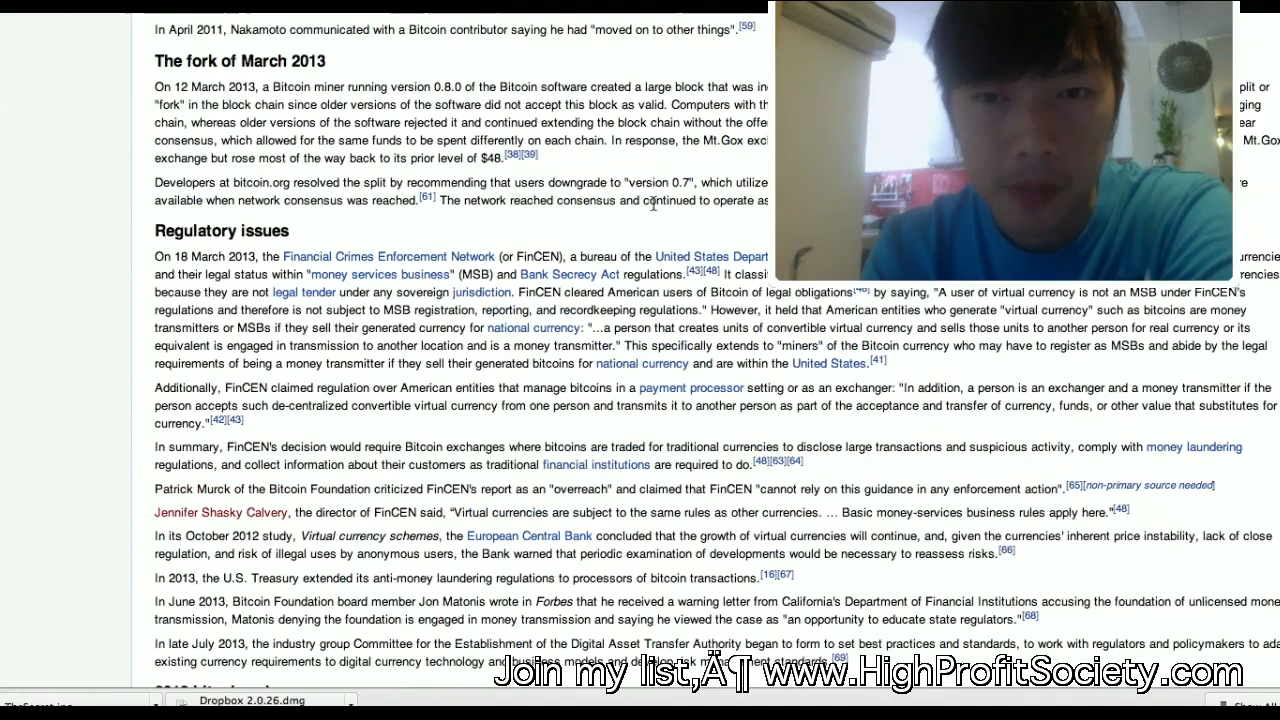 In April 2011, Nakamoto communicated with a Bitcoin contributor saying he had "moved on to other things".[59]
The fork of March 2013
On 12 March 2013, a Bitcoin miner running version 0.8.0 of the Bitcoin software created a large block that was in split or
"fork" in the block chain since older versions of the software did not accept this block as valid. Computers with th ging
chain, whereas older versions of the software rejected it and continued extending the block chain without the offe ear
consensus, which allowed for the same funds to be spent differently on each chain. In response, the Mt.Gox exc Mt.Gox
exchange but rose most of the way back to its prior level of $48.[38][39]
Developers at bitcoin.org resolved the split by recommending that users downgrade to "version 0.7", which utilize re
available when network consensus was reached.[61] The network reached consensus and continued to operate as
Regulatory issues
On 18 March 2013, the Financial Crimes Enforcement Network (or FinCEN), a bureau of the United States Depart urrencies
and their legal status within "money services business" (MSB) and Bank Secrecy Act regulations.[43][48] It classi rencies
because they are not legal tender under any sovereign jurisdiction. FinCEN cleared American users of Bitcoin of legal obligations[48] by saying, "A user of virtual currency is not an MSB under FinCEN's
regulations and therefore is not subject to MSB registration, reporting, and recordkeeping regulations." However, it held that American entities who generate "virtual currency" such as bitcoins are money
transmitters or MSBs if they sell their generated currency for national currency: "...a person that creates units of convertible virtual currency and sells those units to another person for real currency or its
equivalent is engaged in transmission to another location and is a money transmitter." This specifically extends to "miners" of the Bitcoin currency who may have to register as MSBs and abide by the legal
requirements of being a money transmitter if they sell their generated bitcoins for national currency and are within the United States.[41]
Additionally, FinCEN claimed regulation over American entities that manage bitcoins in a payment processor setting or as an exchanger: "In addition, a person is an exchanger and a money transmitter if the
person accepts such de-centralized convertible virtual currency from one person and transmits it to another person as part of the acceptance and transfer of currency, funds, or other value that substitutes for
currency."[42][43]
In summary, FinCEN's decision would require Bitcoin exchanges where bitcoins are traded for traditional currencies to disclose large transactions and suspicious activity, comply with money laundering
regulations, and collect information about their customers as traditional financial institutions are required to do.[48][63][64]
Patrick Murck of the Bitcoin Foundation criticized FinCEN's report as an "overreach" and claimed that FinCEN "cannot rely on this guidance in any enforcement action".[65][non-primary source needed]
Jennifer Shasky Calvery, the director of FinCEN said, "Virtual currencies are subject to the same rules as other currencies. … Basic money-services business rules apply here."[48]
In its October 2012 study, Virtual currency schemes, the European Central Bank concluded that the growth of virtual currencies will continue, and, given the currencies' inherent price instability, lack of close
regulation, and risk of illegal uses by anonymous users, the Bank warned that periodic examination of developments would be necessary to reassess risks.[66]
In 2013, the U.S. Treasury extended its anti-money laundering regulations to processors of bitcoin transactions.[16][67]
In June 2013, Bitcoin Foundation board member Jon Matonis wrote in Forbes that he received a warning letter from California's Department of Financial Institutions accusing the foundation of unlicensed mone
transmission, Matonis denying the foundation is engaged in money transmission and saying he viewed the case as "an opportunity to educate state regulators."[68]
In late July 2013, the industry group Committee for the Establishment of the Digital Asset Transfer Authority began to form to set best practices and standards, to work with regulators and policymakers to ada
existing currency requirements to digital currency technology and business models and develop risk management standards.[69]
Join my list‚Ä¶ www.HighProfitSociety.com
Dropbox 2.0.26.dmg